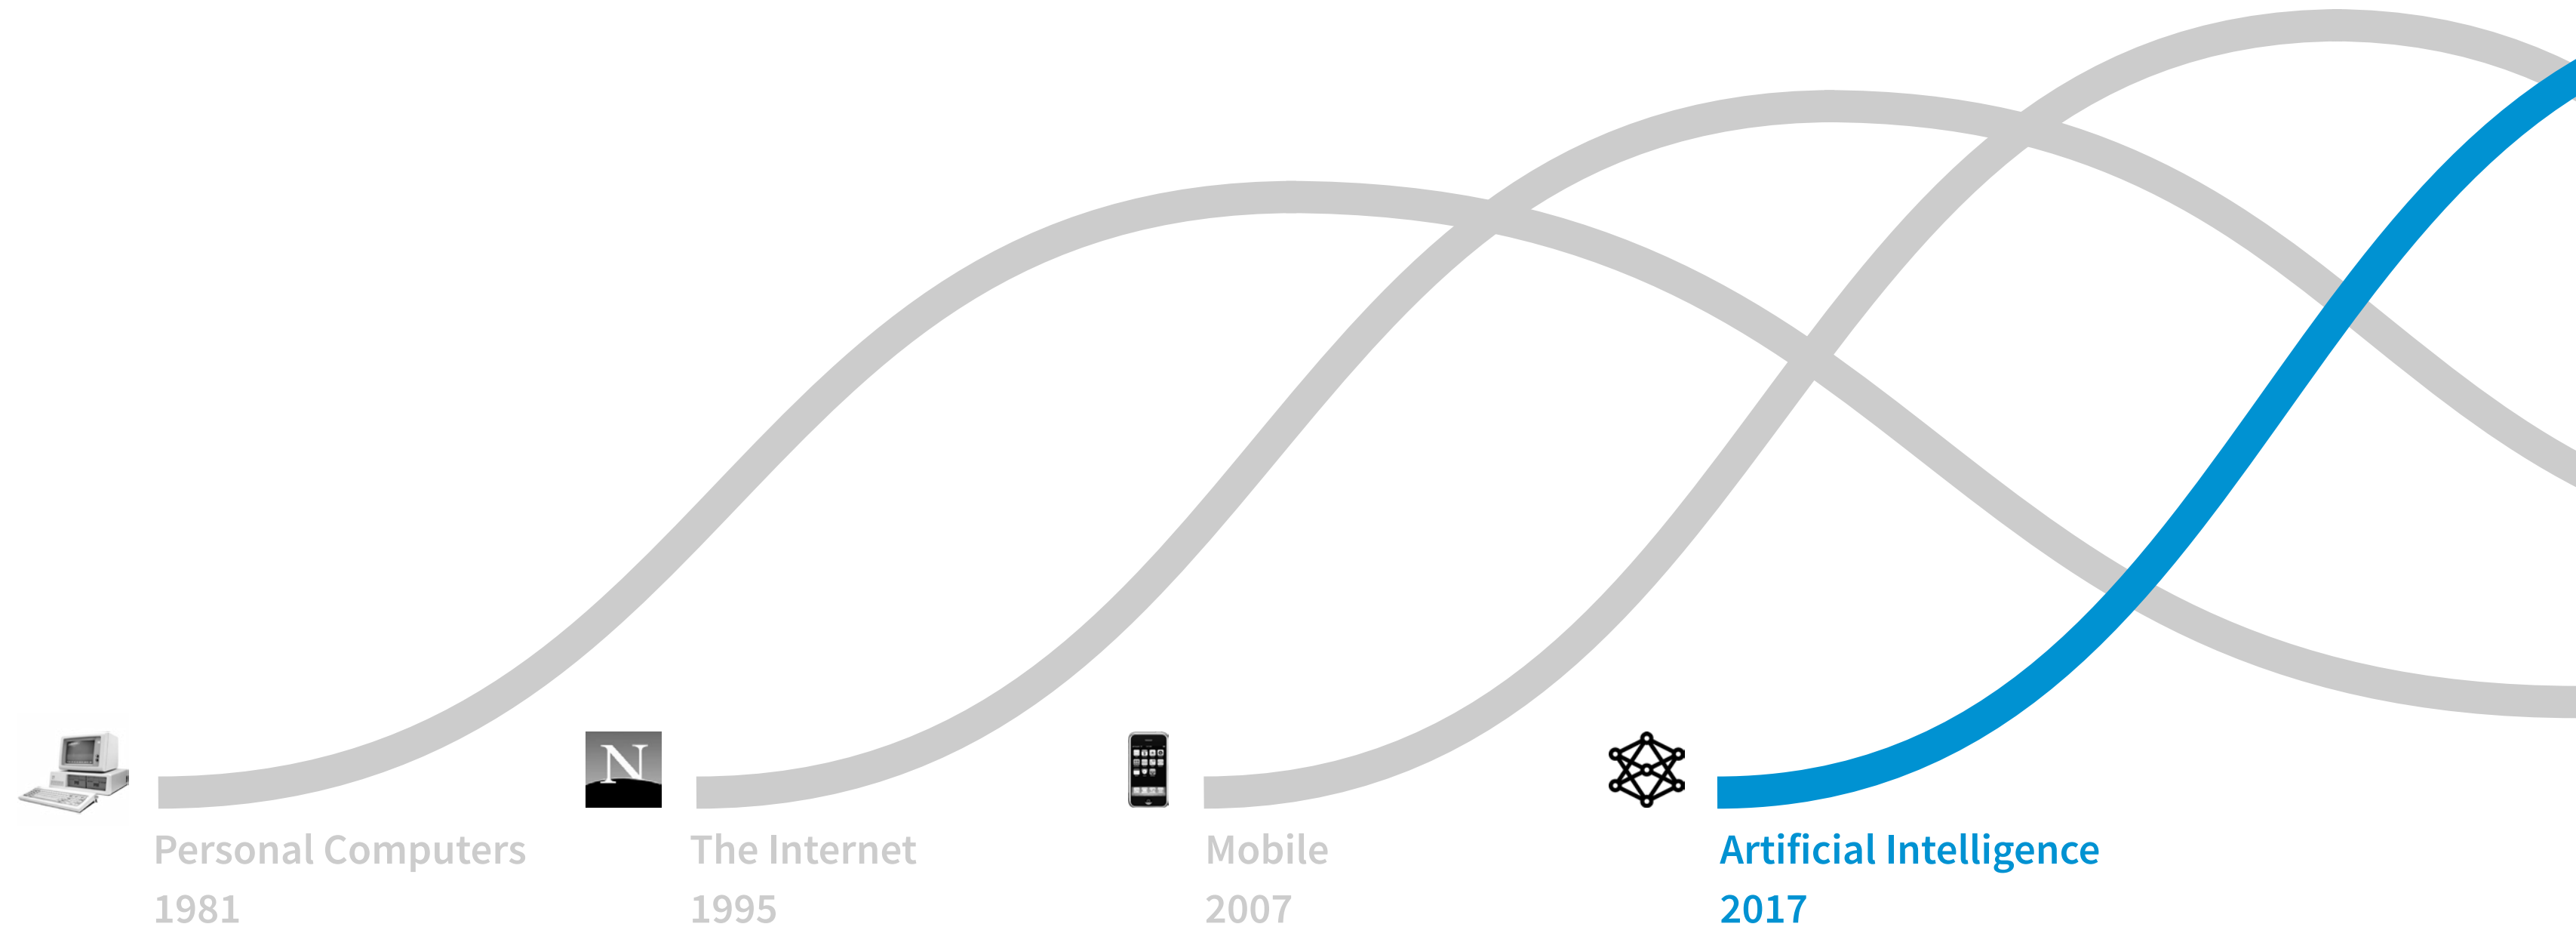 N
Personal Computers
1981
The Internet
1995
Mobile
2007
Artificial Intelligence
2017